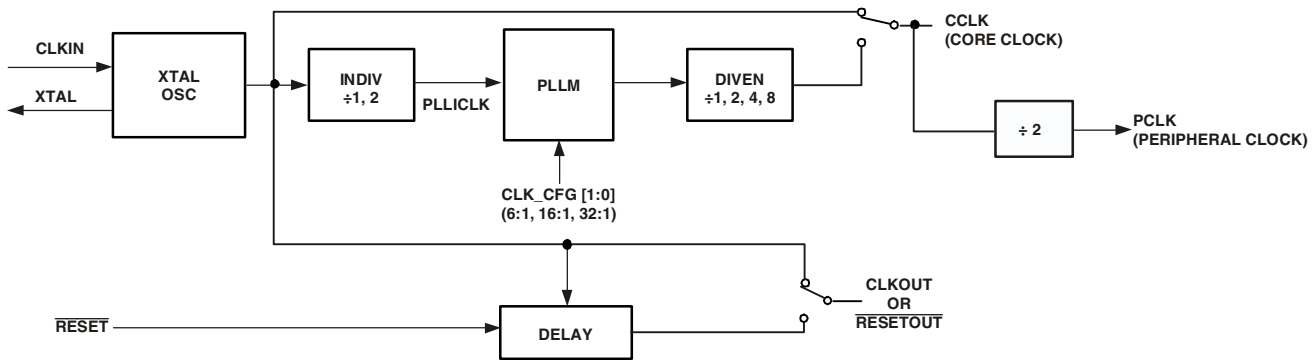 CLKIN
XTAL
XTAL
OSC
INDIV
÷1, 2
PLLICLK
PLLM
CLK_CFG [1:0]
(6:1, 16:1, 32:1)
DIVEN
÷1, 2, 4, 8
CCLK
(CORE CLOCK)
÷ 2
PCLK
(PERIPHERAL CLOCK)
RESET
DELAY
CLKOUT
OR
RESETOUT